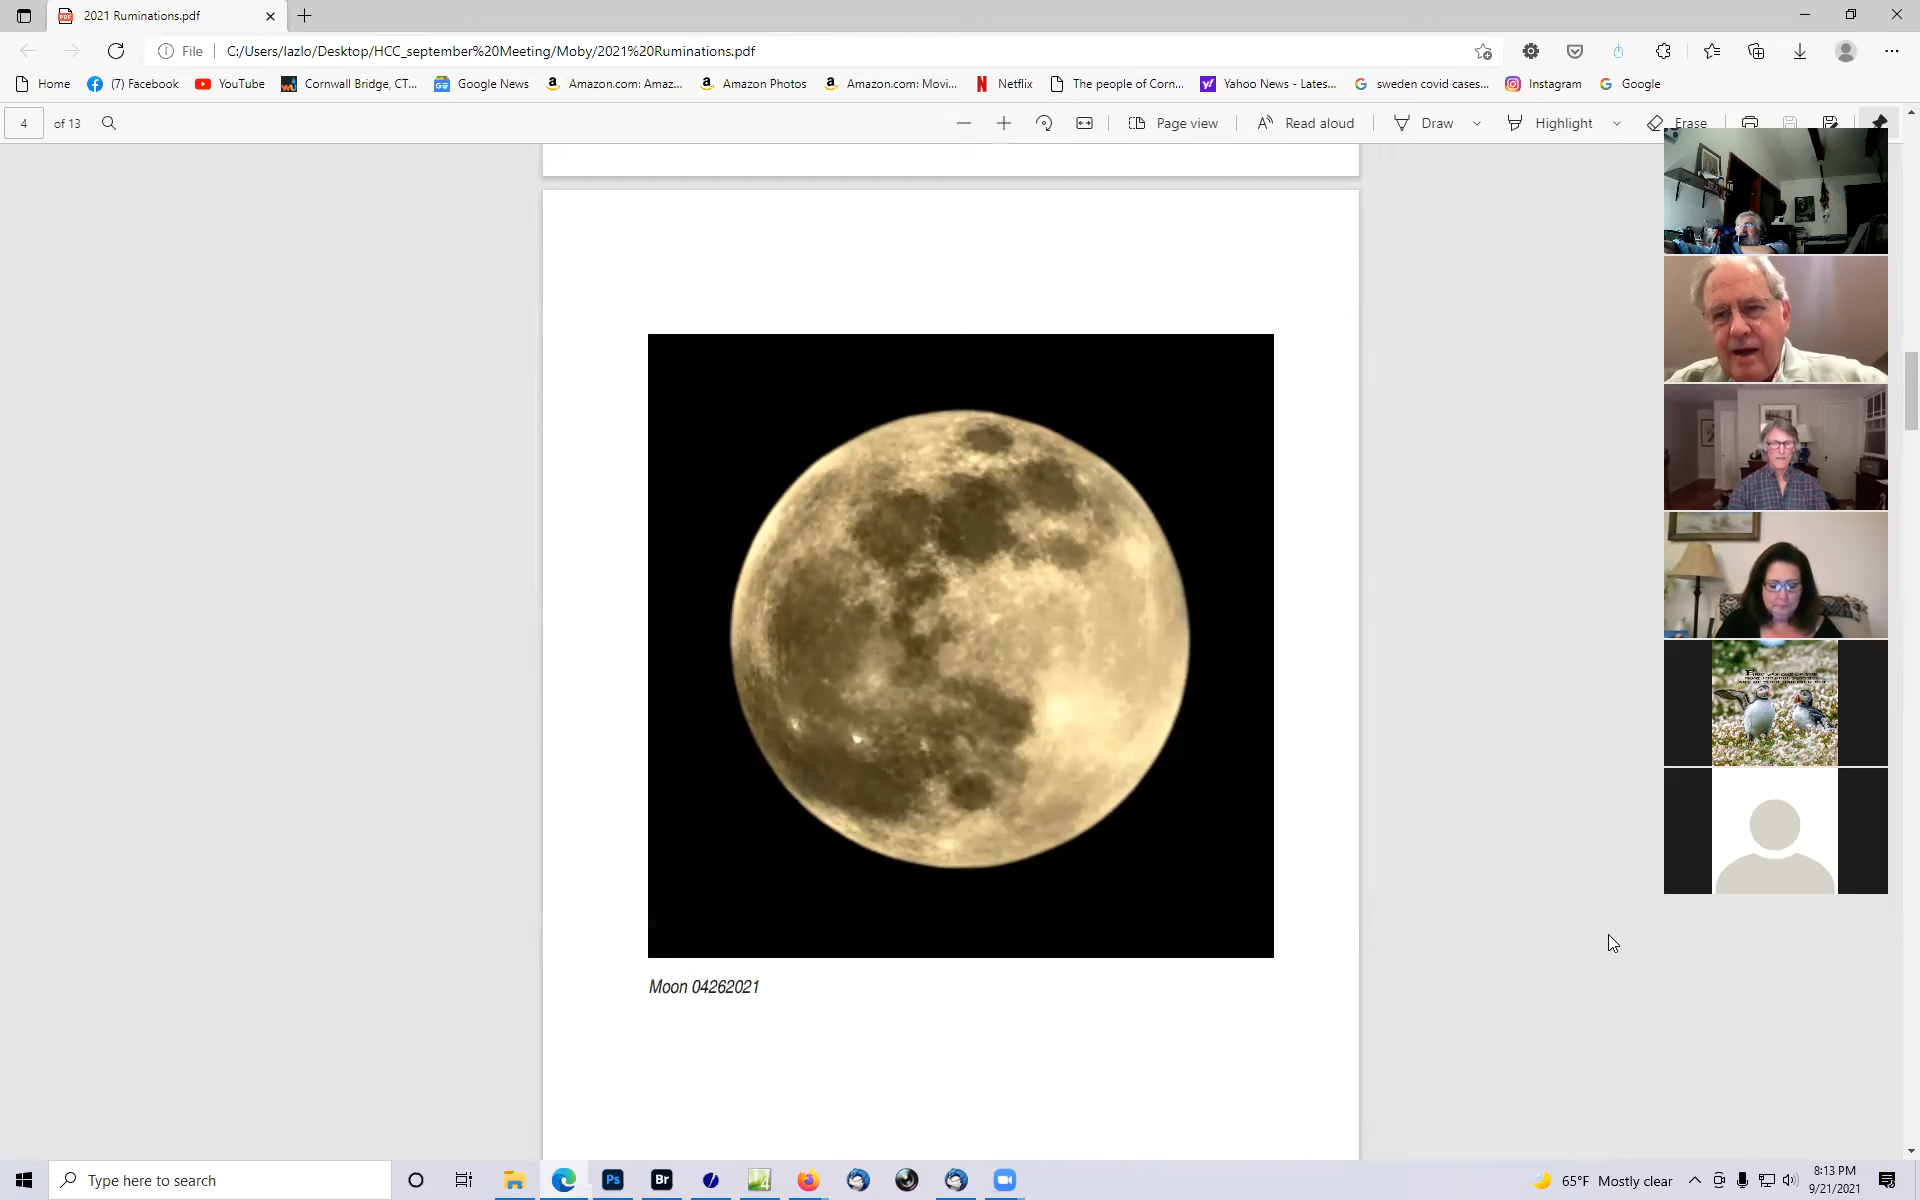 2021 Ruminations.pdf
File C:/Users/lazlo/Desktop/HCC_september%20Meeting/Moby/2021%20Ruminations.pdf
Home (7) Facebook YouTube Cornwall Bridge, CT... Google News Amazon.com: Amaz... Amazon Photos Amazon.com: Movi... Netflix The people of Corn... Yahoo News - Lates... sweden covid cases... Instagram Google
4 of 13 Page view Read aloud Draw Highlight Erase
Moon 04262021
Type here to search
Ps
Br
4
65°F Mostly clear
8:13 PM
9/21/2021